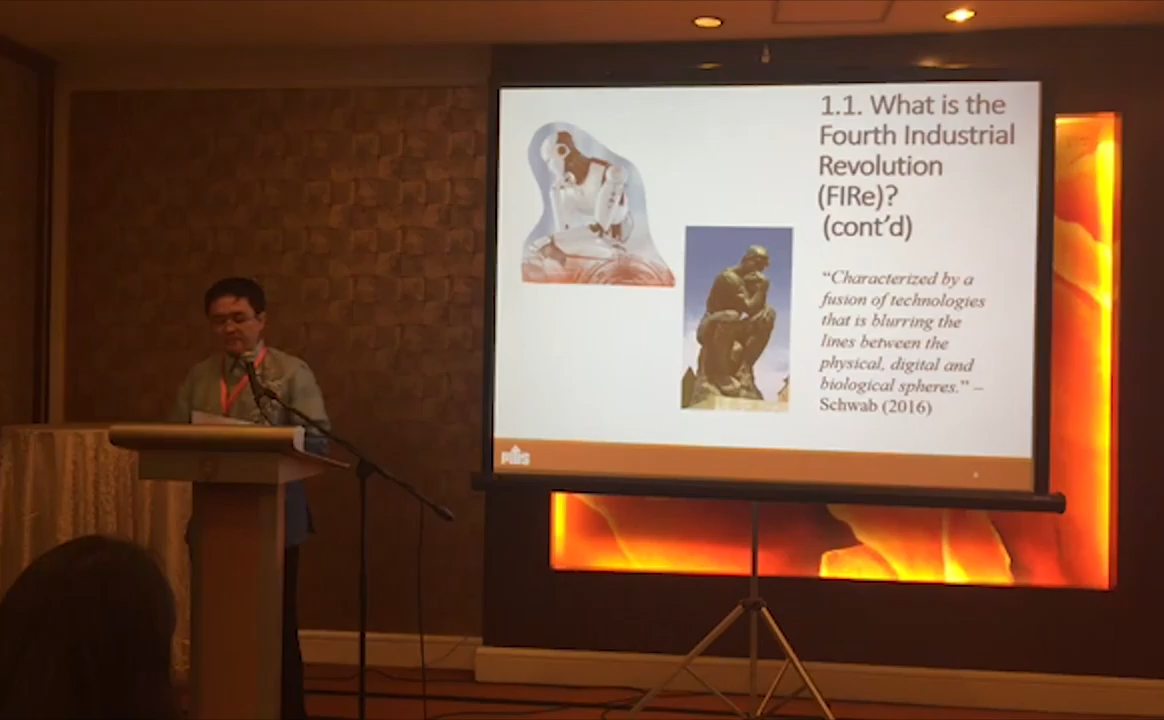 1.1. What is the
Fourth Industrial
Revolution
(FIRe)?
(cont’d)
“Characterized by a
fusion of technologies
that is blurring the
lines between the
physical, digital and
biological spheres.” –
Schwab (2016)
PIDS